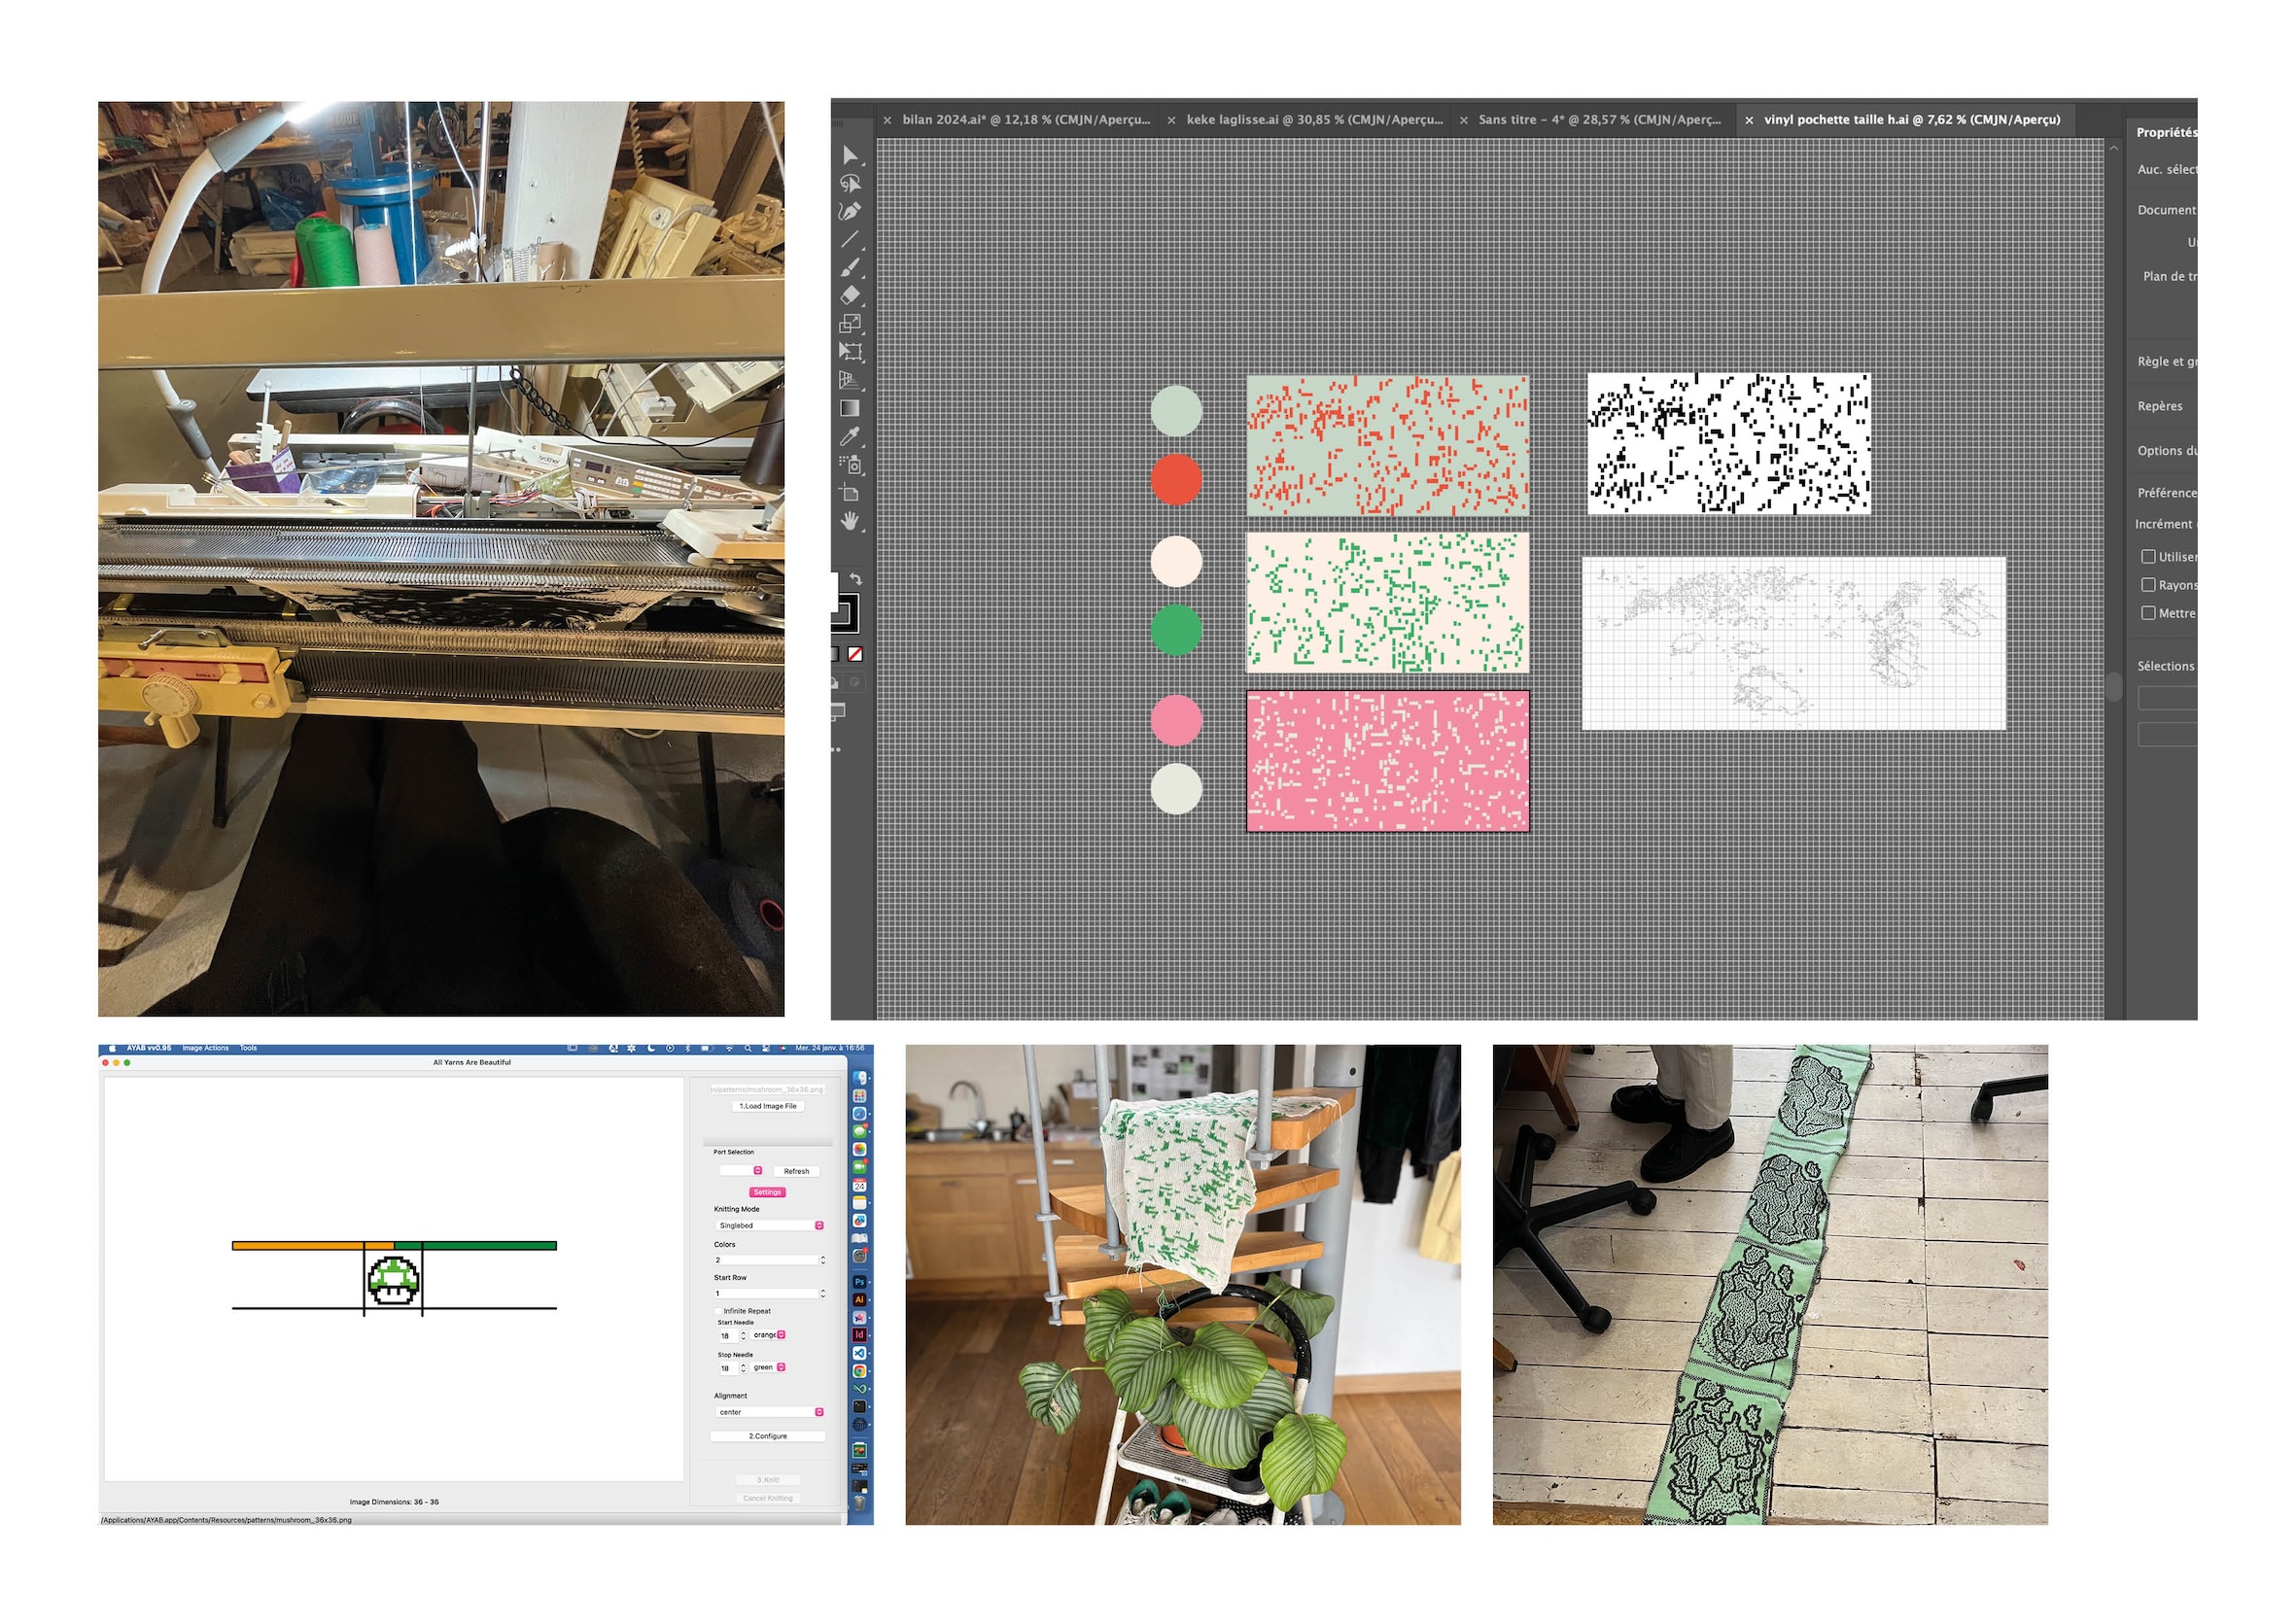 bilan 2024.ai* @ 12,18 % (CMJN/Aperçu...
keke laglisse.ai @ 30,85 % (CMJN/Aperçu...
Sans titre – 4* @ 28,57 % (CMJN/Aperç...
vinyl pochette taille h.ai @ 7,62 % (CMJN/Aperçu)
Propriétés
Auc. sélect
Document
Plan de tr
Règle et gr
Repères
Options du
Préférence
Incrément
Utiliser
Rayons
Mettre
Sélections
brother
AYAB vv0.95 Image Actions Tools
Mer. 24 janv. à 16:56
All Yarns Are Beautiful
s/patterns/mushroom_36x36.png
1.Load Image File
Port Selection
Refresh
Settings
Knitting Mode
Singlebed
Colors
2
Start Row
1
Infinite Repeat
Start Needle
18 orange
Stop Needle
18 green
Alignment
center
2.Configure
3.Knit!
Cancel Knitting
Image Dimensions: 36 - 36
/Applications/AYAB.app/Contents/Resources/patterns/mushroom_36x36.png
24
Ps
Ai
Id